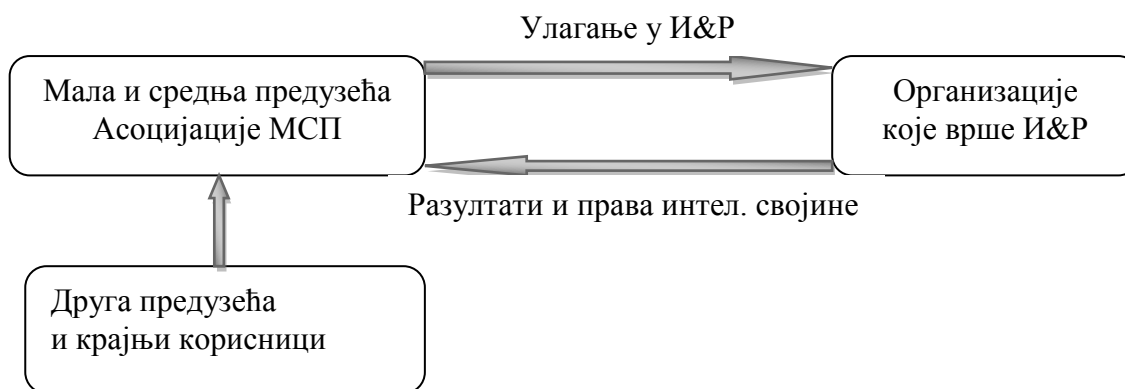 Улагање у И&Р
Мала и средња предузећа
Асоцијације МСП
Организације
које врше И&Р
Разултати и права интел. својине
Друга предузећа
и крајњи корисници